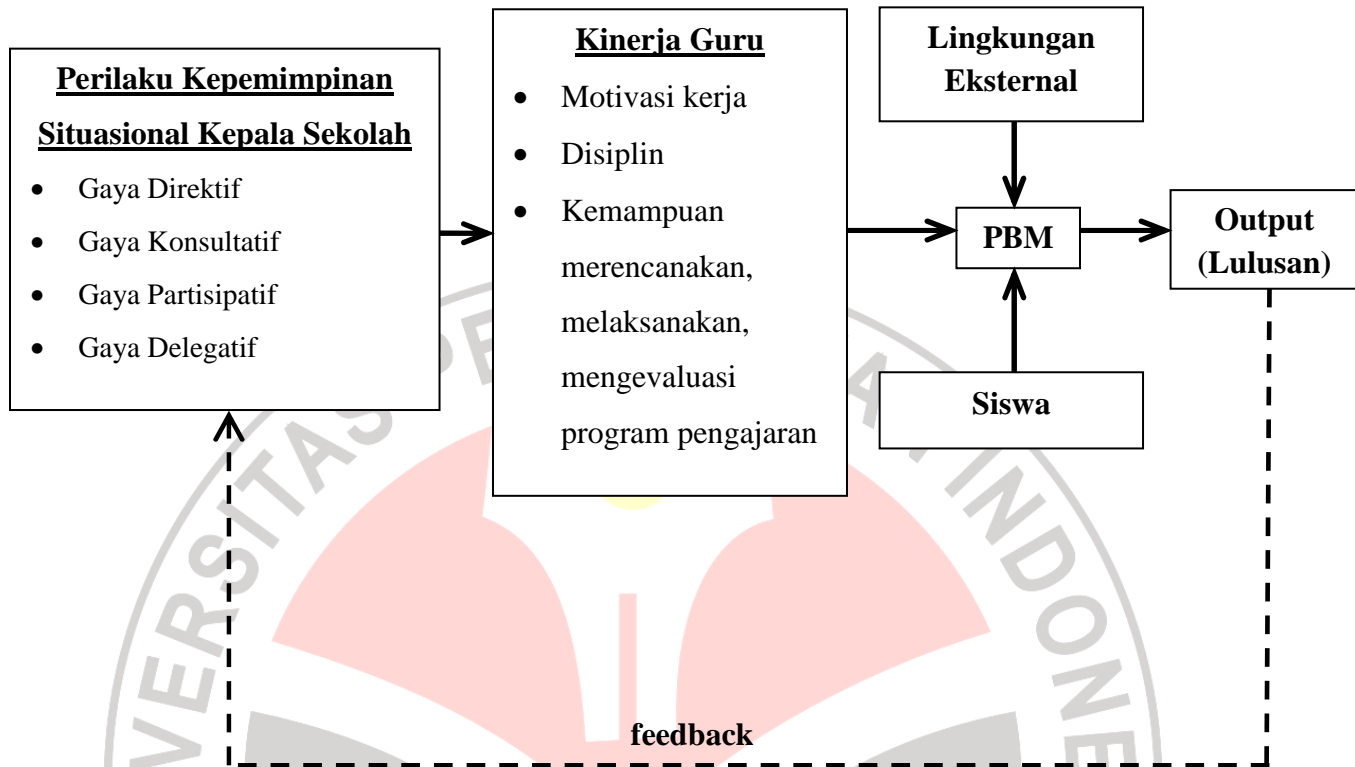 Perilaku Kepemimpinan
Situasional Kepala Sekolah
• Gaya Direktif
• Gaya Konsultatif
• Gaya Partisipatif
• Gaya Delegatif
Kinerja Guru
• Motivasi kerja
• Disiplin
• Kemampuan
merencanakan,
melaksanakan,
mengevaluasi
program pengajaran
Lingkungan
Eksternal
PBM
Siswa
Output
(Lulusan)
feedback